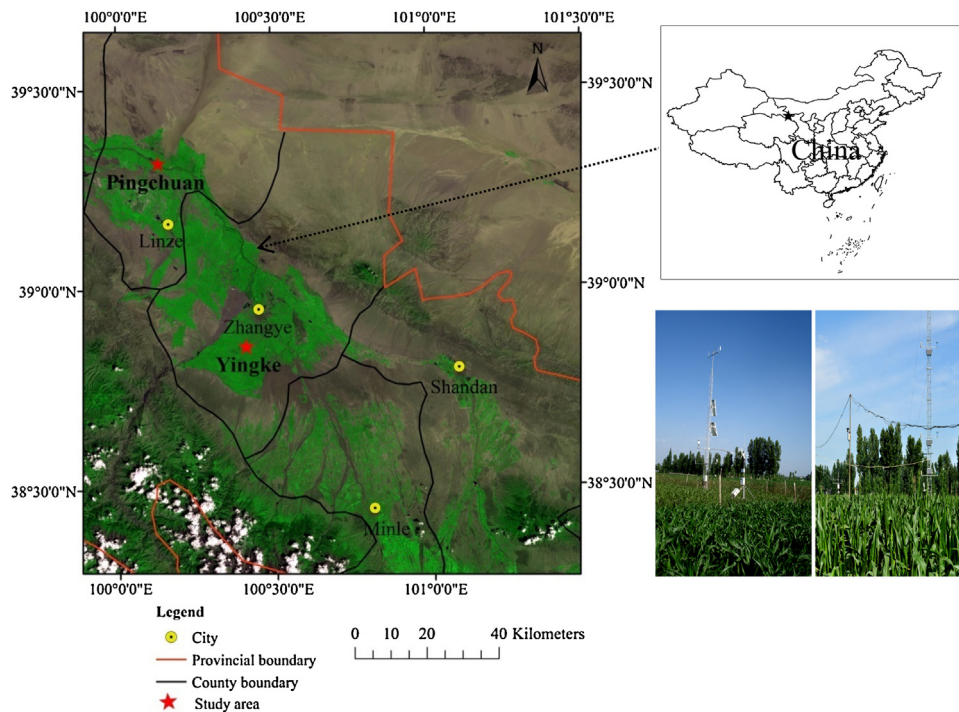 100°0'0"E
100°30'0"E
101°0'0"E
101°30'0"E
N
39°30'0"N
39°30'0"N
Pingchuan
China
Linze
39°0'0"N
39°0'0"N
Zhangye
Yingke
Shandan
38°30'0"N
38°30'0"N
Minle
100°0'0"E
100°30'0"E
101°0'0"E
Legend
City
Provincial boundary
County boundary
Study area
0 10 20 40 Kilometers